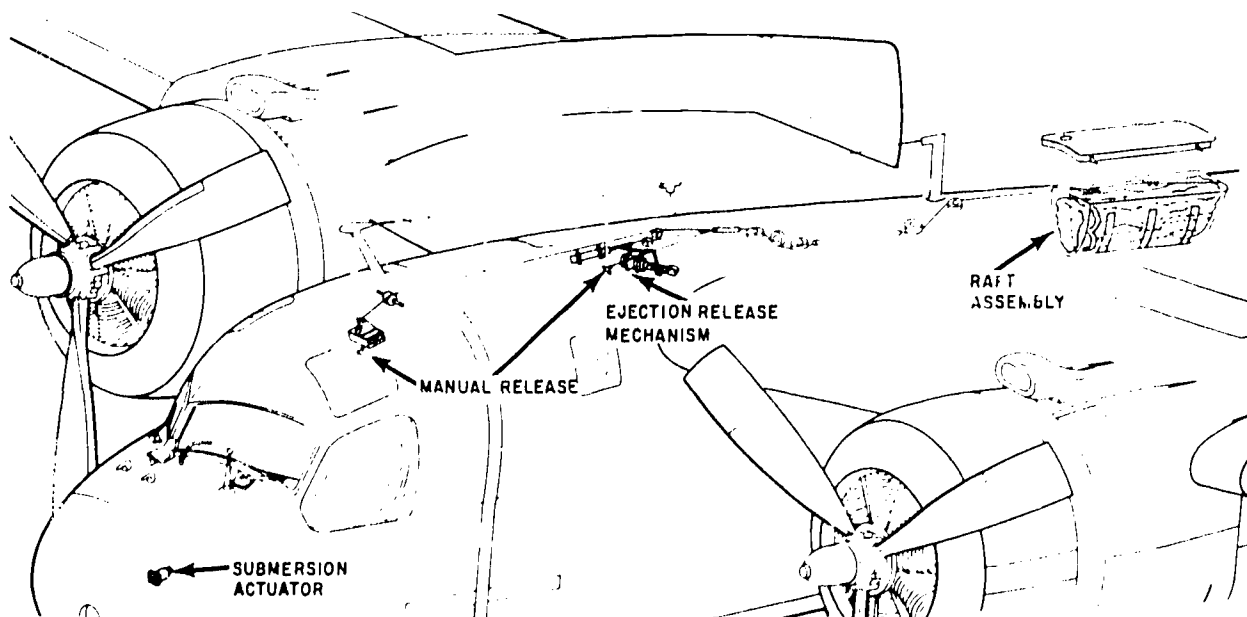 RAFT
ASSEMBLY
EJECTION RELEASE
MECHANISM
MANUAL RELEASE
SUBMERSION
ACTUATOR